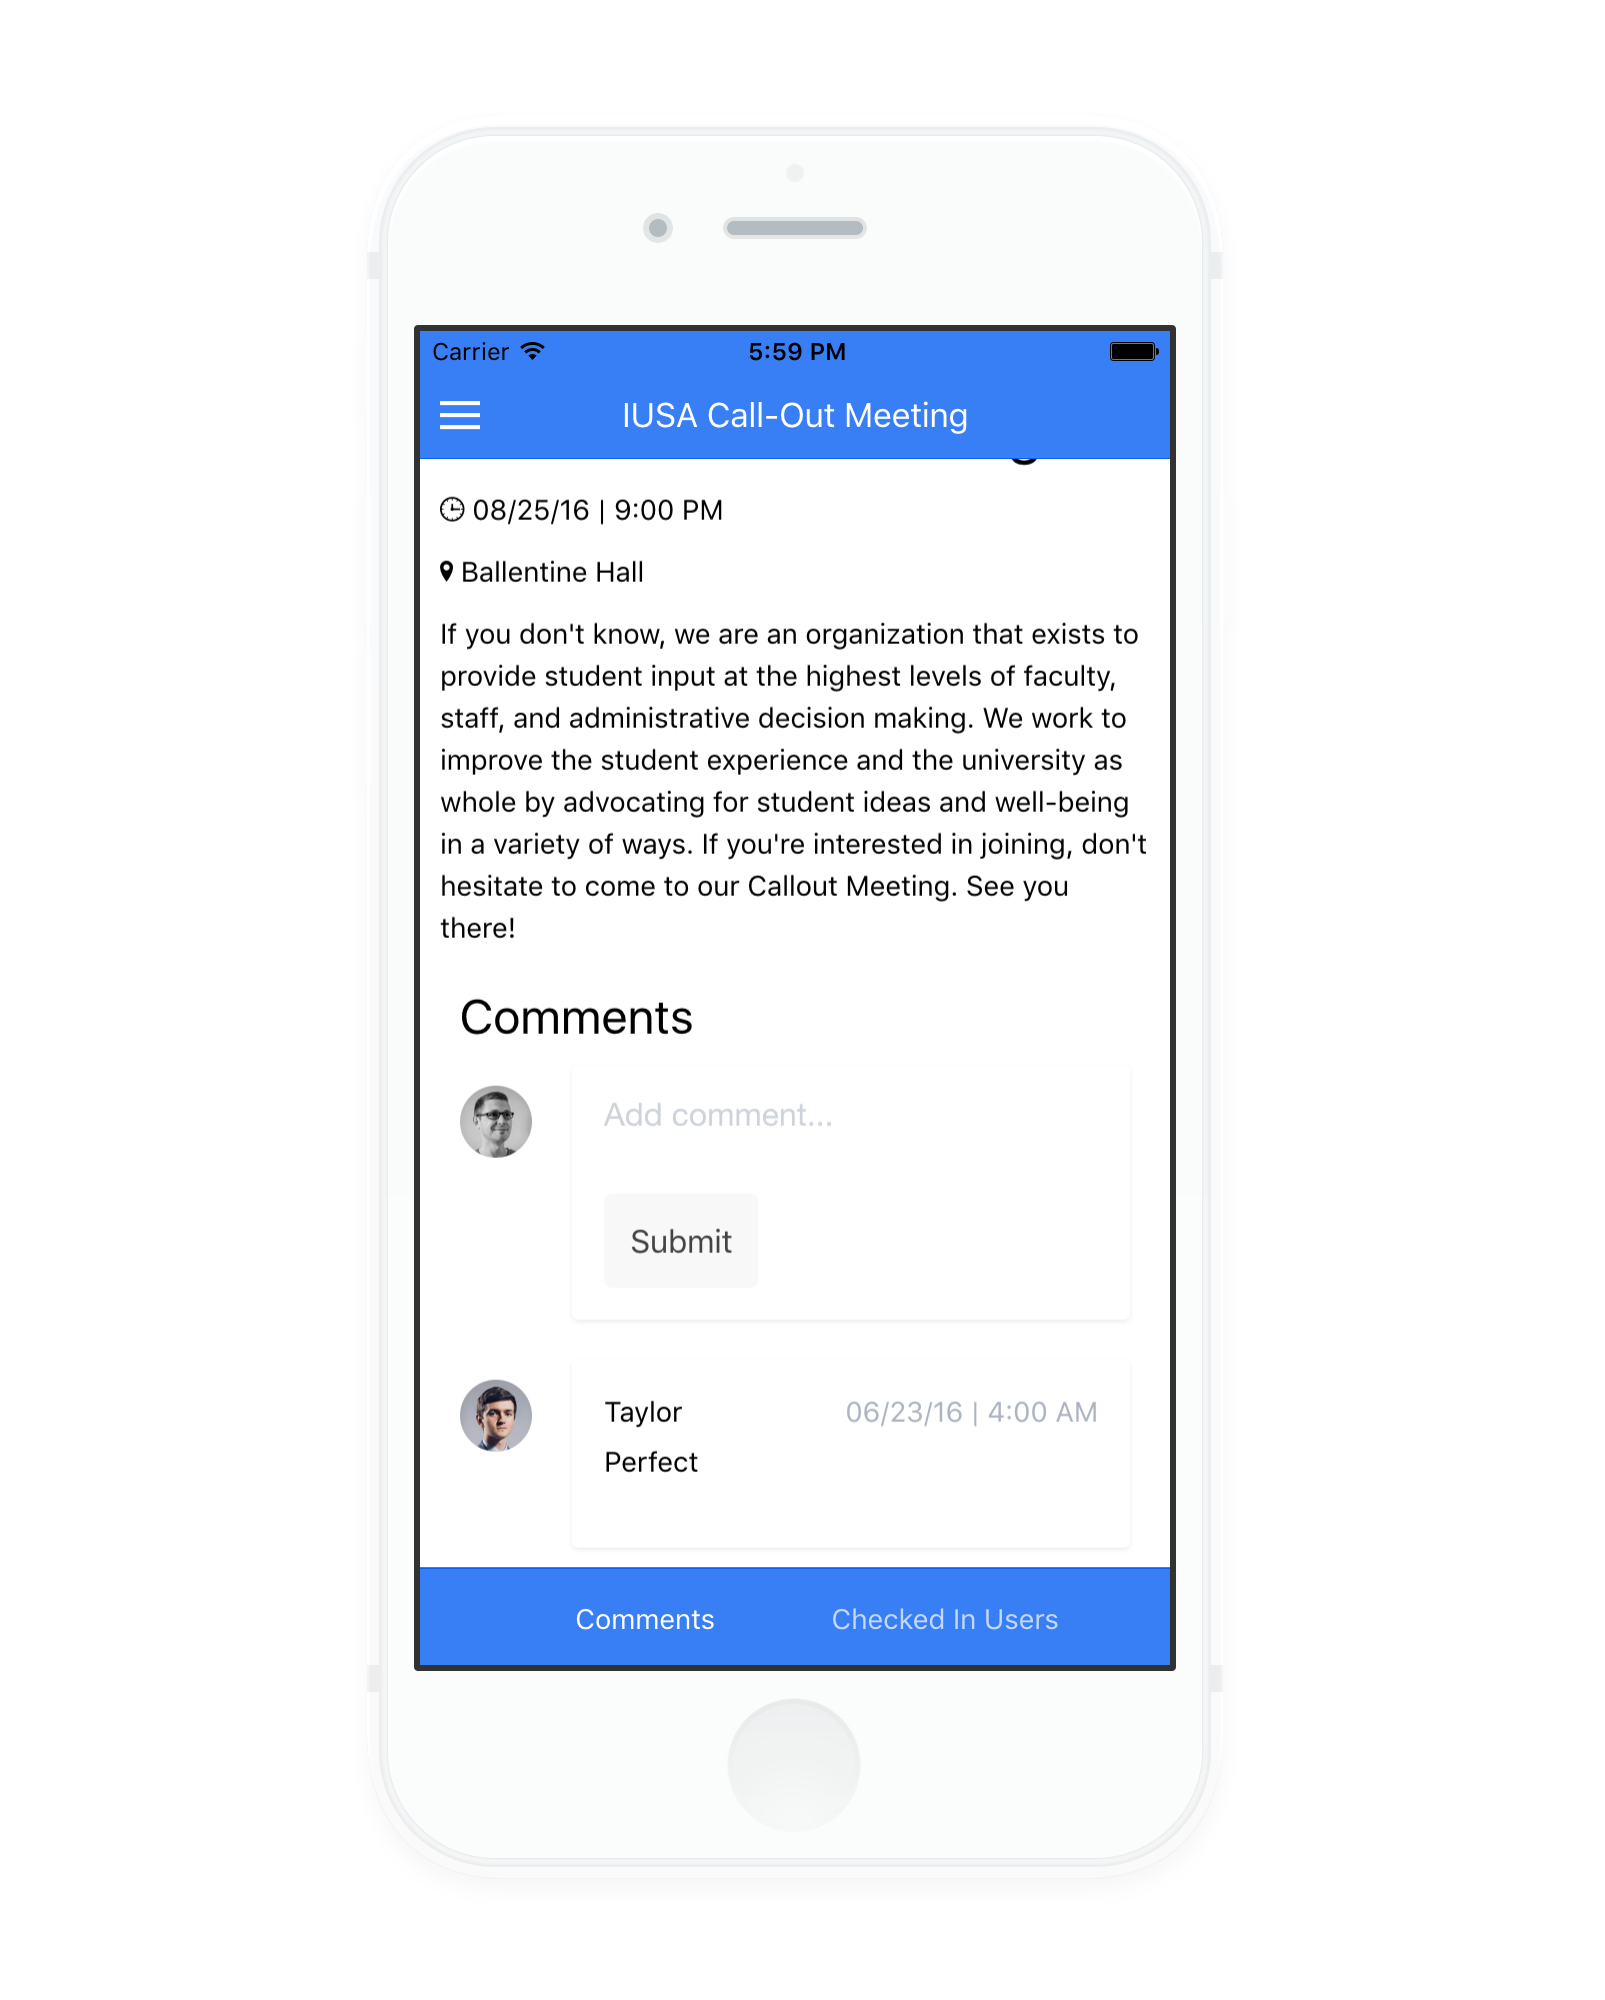 Carrier 5:59 PM
IUSA Call-Out Meeting
08/25/16 | 9:00 PM
Ballentine Hall
If you don't know, we are an organization that exists to
provide student input at the highest levels of faculty,
staff, and administrative decision making. We work to
improve the student experience and the university as
whole by advocating for student ideas and well-being
in a variety of ways. If you're interested in joining, don't
hesitate to come to our Callout Meeting. See you
there!
Comments
Add comment...
Submit
Taylor 06/23/16 | 4:00 AM
Perfect
Comments Checked In Users